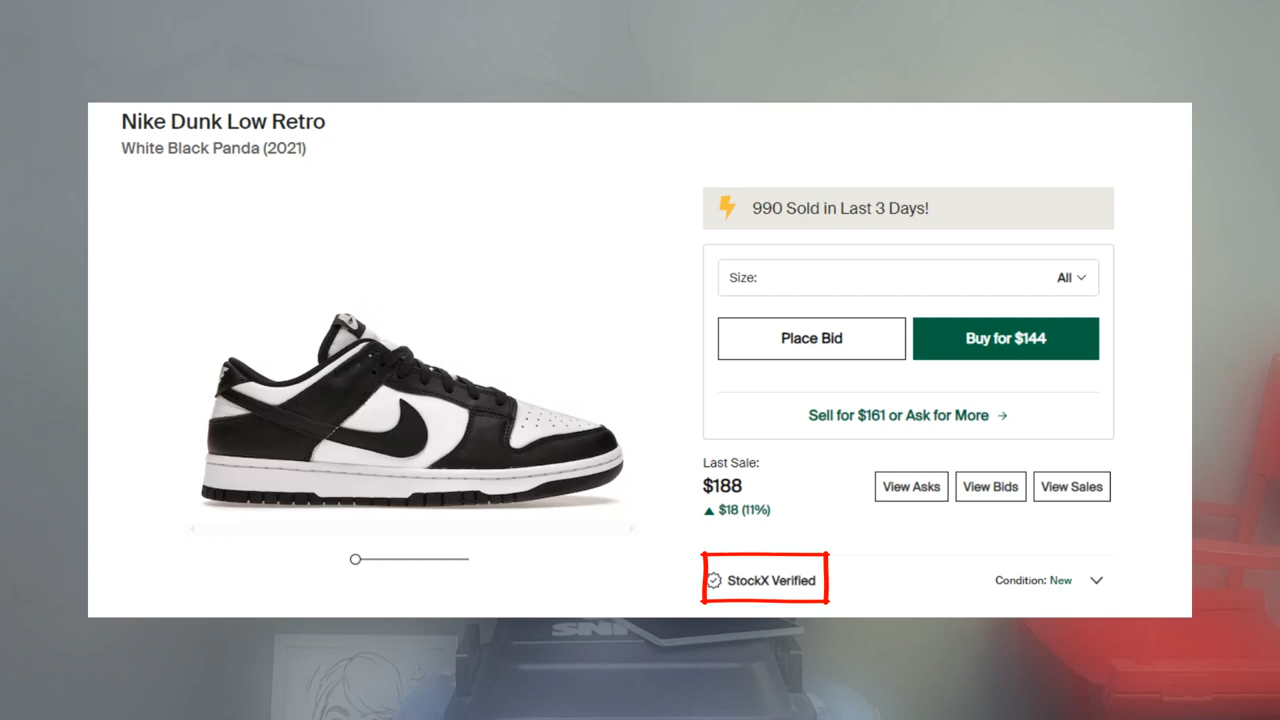 Nike Dunk Low Retro
White Black Panda (2021)
990 Sold in Last 3 Days!
Size:
All
Place Bid
Buy for $144
Sell for $161 or Ask for More →
Last Sale:
$188
▲ $18 (11%)
View Asks
View Bids
View Sales
StockX Verified
Condition: New